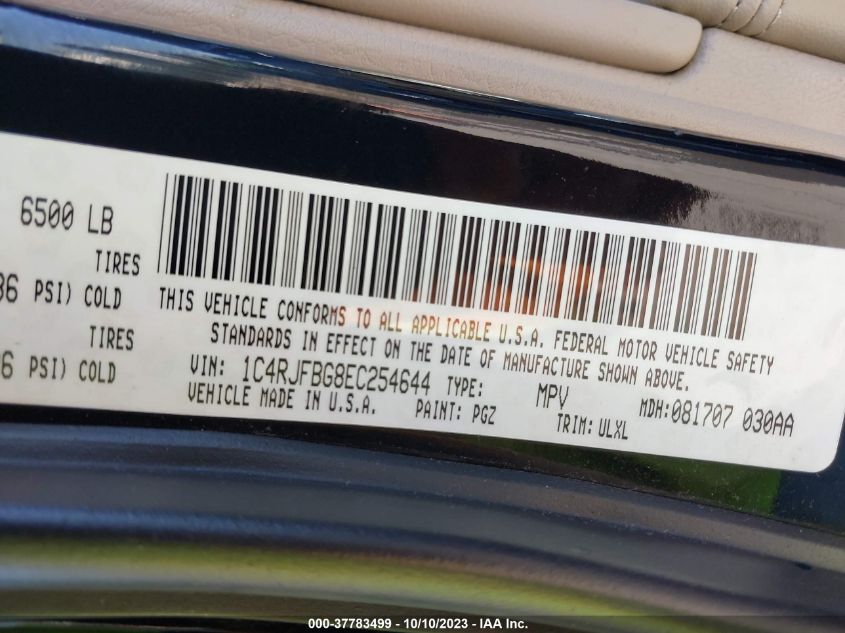 6500 LB
TIRES
36 PSI) COLD
TIRES
6 PSI) COLD
THIS VEHICLE CONFORMS TO ALL APPLICABLE U.S.A. FEDERAL MOTOR VEHICLE SAFETY
STANDARDS IN EFFECT ON THE DATE OF MANUFACTURE SHOWN ABOVE.
VIN: 1C4RJFBG8EC254644 TYPE: MPV MDH:081707 030AA
VEHICLE MADE IN U.S.A. PAINT: PGZ TRIM: ULXL
000-37783499 - 10/10/2023 - IAA Inc.